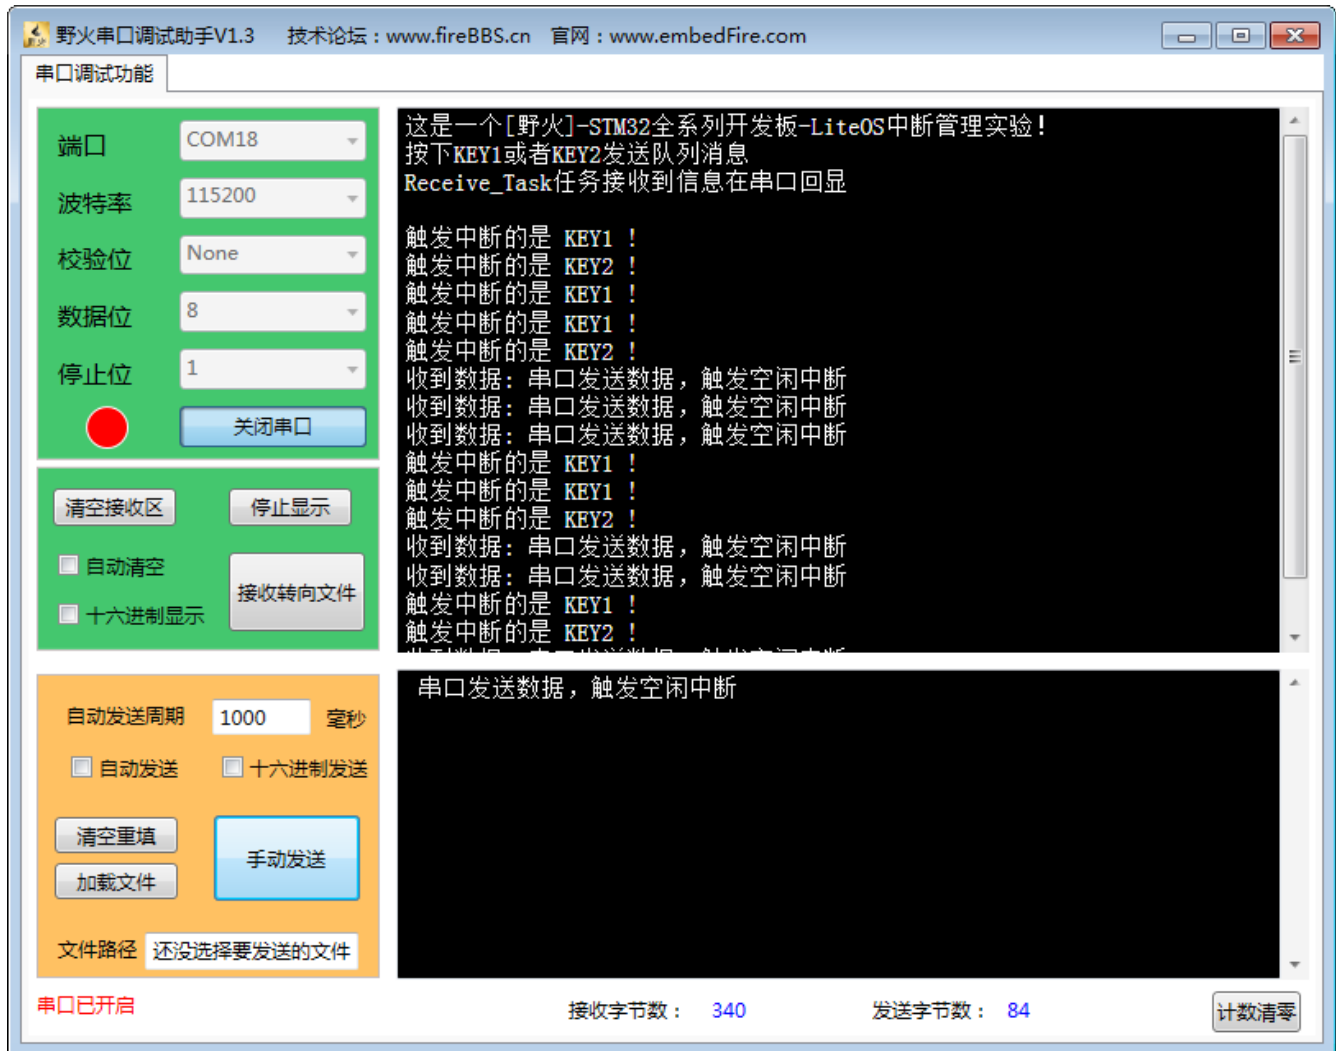 野火串口调试助手V1.3 技术论坛：www.fireBBS.cn 官网：www.embedFire.com
串口调试功能
端口 COM18
波特率 115200
校验位 None
数据位 8
停止位 1
关闭串口
清空接收区 停止显示
自动清空
接收转向文件
十六进制显示
这是一个[野火]-STM32全系列开发板-LiteOS中断管理实验！
按下KEY1或者KEY2发送队列消息
Receive_Task任务接收到信息在串口回显
触发中断的是 KEY1 !
触发中断的是 KEY2 !
触发中断的是 KEY1 !
触发中断的是 KEY1 !
触发中断的是 KEY2 !
收到数据：串口发送数据，触发空闲中断
收到数据：串口发送数据，触发空闲中断
收到数据：串口发送数据，触发空闲中断
触发中断的是 KEY1 !
触发中断的是 KEY1 !
触发中断的是 KEY2 !
收到数据：串口发送数据，触发空闲中断
收到数据：串口发送数据，触发空闲中断
触发中断的是 KEY1 !
触发中断的是 KEY2 !
自动发送周期 1000 毫秒
自动发送 十六进制发送
清空重填
手动发送
加载文件
文件路径 还没选择要发送的文件
串口发送数据，触发空闲中断
串口已开启 接收字节数： 340 发送字节数： 84 计数清零